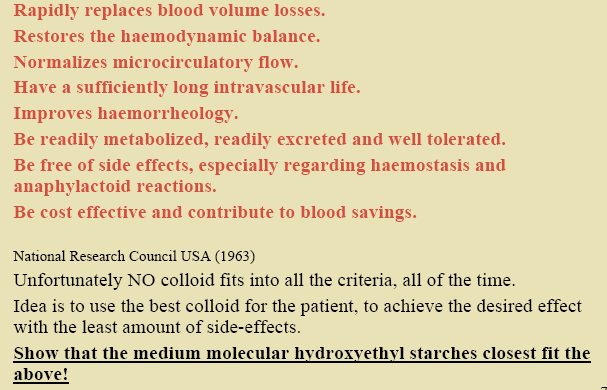 Rapidly replaces blood volume losses.
Restores the haemodynamic balance.
Normalizes microcirculatory flow.
Have a sufficiently long intravascular life.
Improves haemorrheology.
Be readily metabolized, readily excreted and well tolerated.
Be free of side effects, especially regarding haemostasis and
anaphylactoid reactions.
Be cost effective and contribute to blood savings.
National Research Council USA (1963)
Unfortunately NO colloid fits into all the criteria, all of the time.
Idea is to use the best colloid for the patient, to achieve the desired effect
with the least amount of side-effects.
Show that the medium molecular hydroxyethyl starches closest fit the
above!